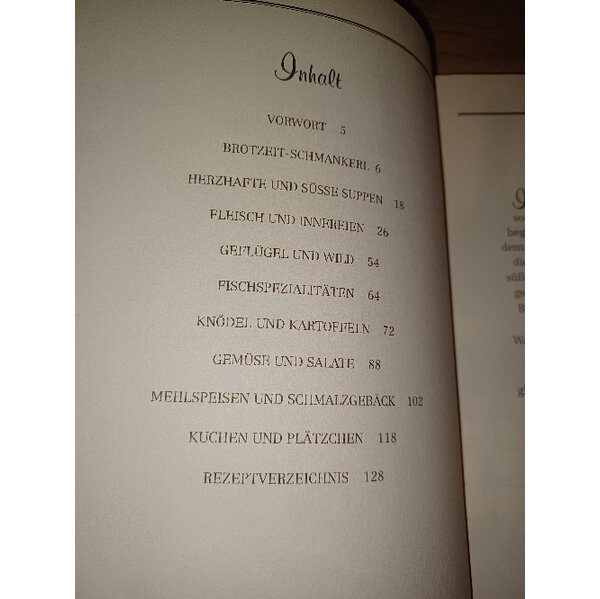 Inhalt
VORWORT 5
BROTZEIT-SCHMANKERL 6
HERZHAFTE UND SÜSSE SUPPEN 18
FLEISCH UND INNEREIEN 26
GEFLÜGEL UND WILD 54
FISCHSPEZIALITÄTEN 64
KNÖDEL UND KARTOFFELN 72
GEMÜSE UND SALATE 88
MEHLSPEISEN UND SCHMALZGEBÄCK 102
KUCHEN UND PLÄTZCHEN 118
REZEPTVERZEICHNIS 128